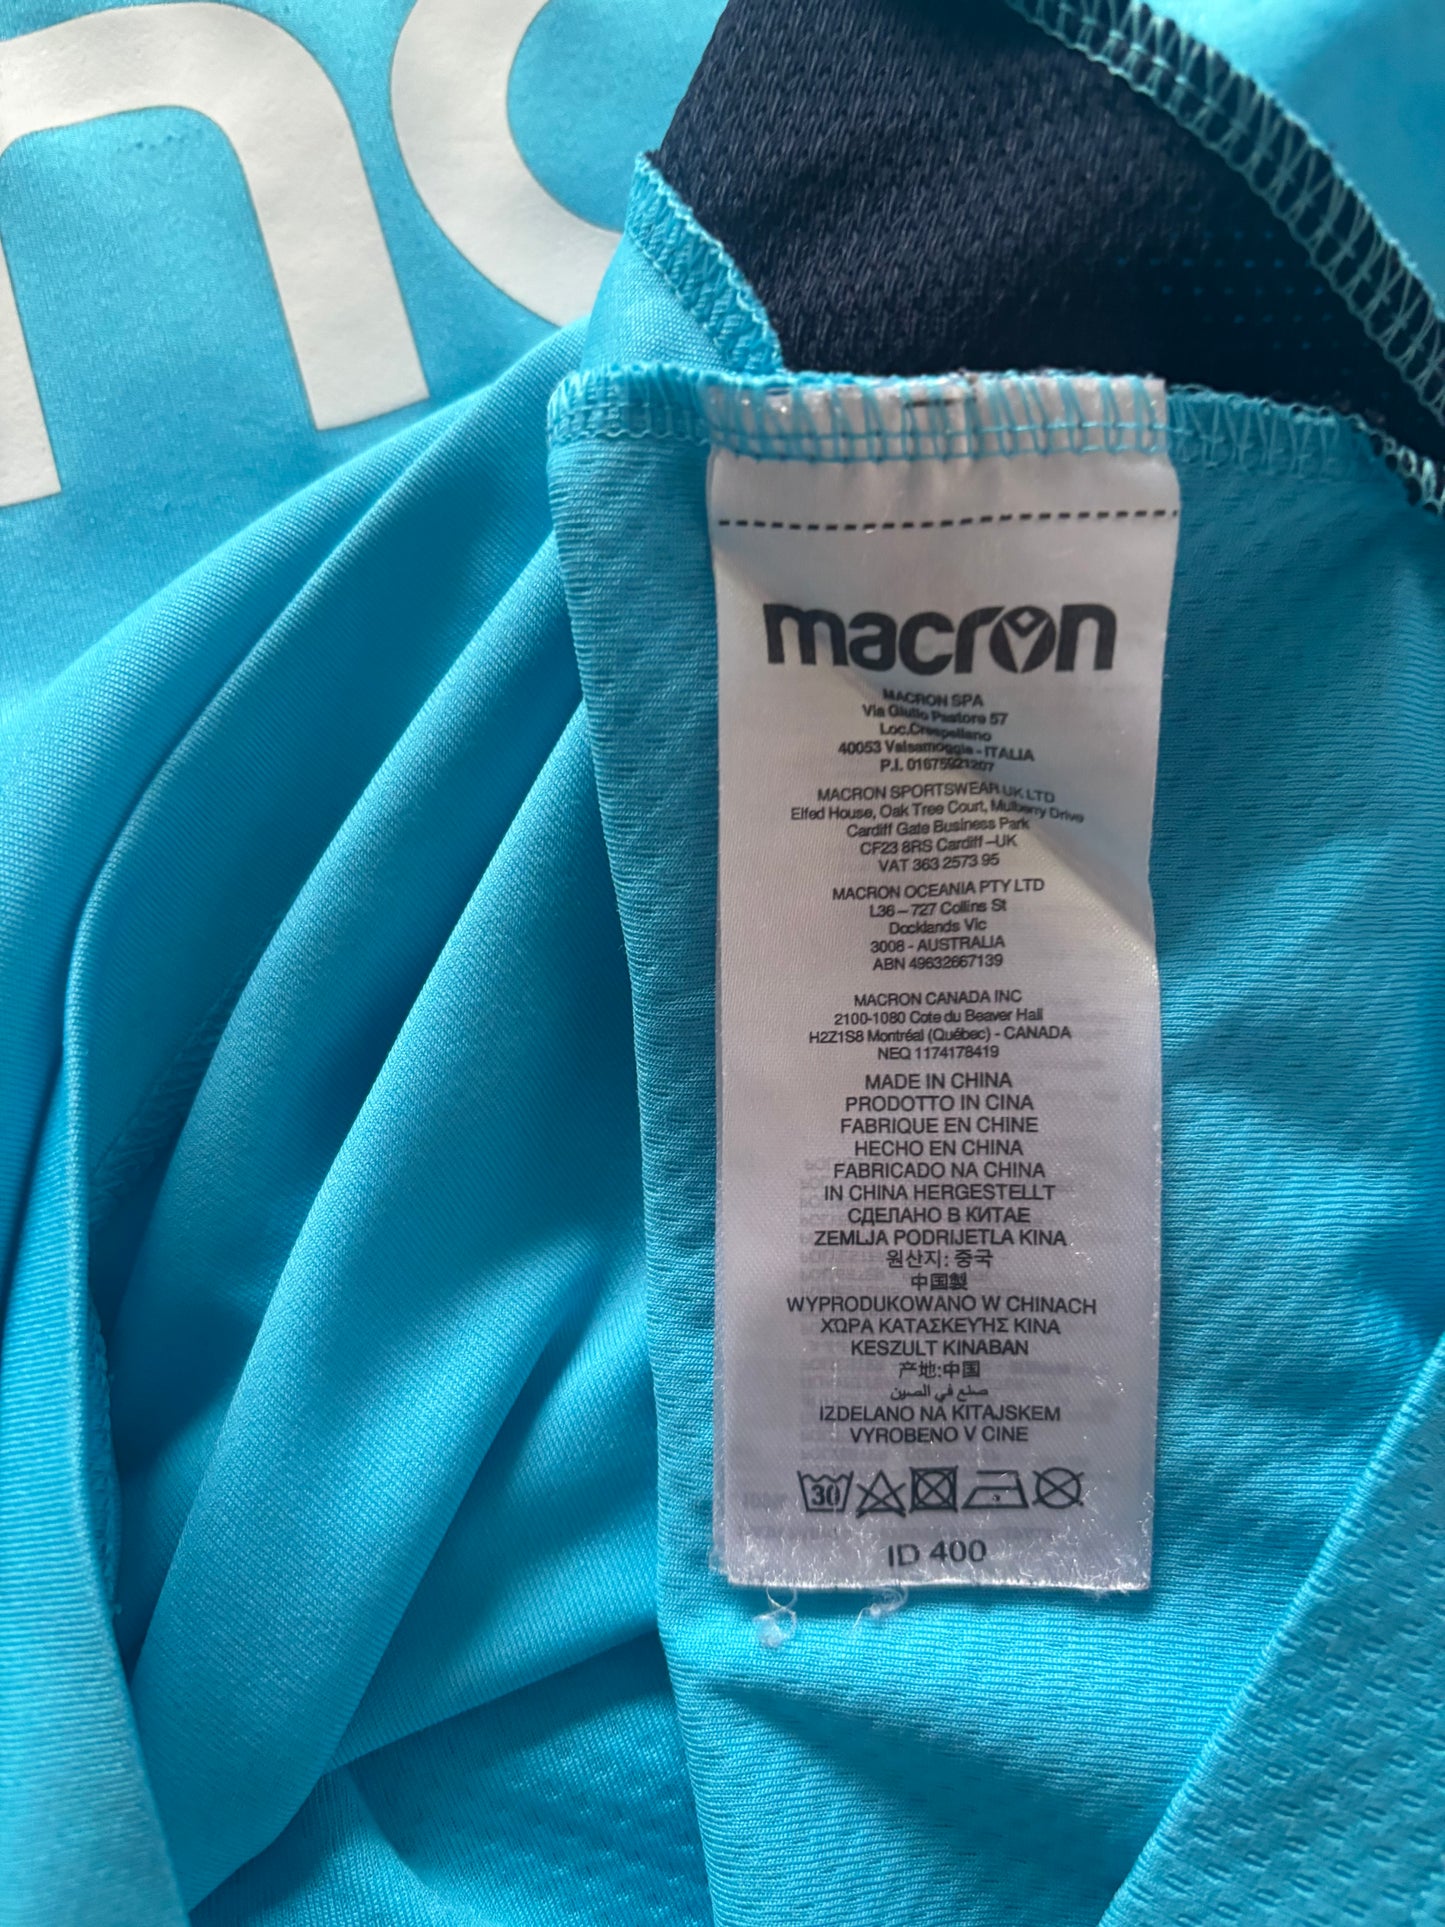 macron
MACRON SPA
Via Giulio Pastore 57
Loc.Crespellano
40053 Valsamoggia - ITALIA
P.I. 01675921207
MACRON SPORTSWEAR UK LTD
Elfed House, Oak Tree Court, Mulberry Drive
Cardiff Gate Business Park
CF23 8RS Cardiff –UK
VAT 363 2573 95
MACRON OCEANIA PTY LTD
L36 – 727 Collins St
Docklands Vic
3008 - AUSTRALIA
ABN 49632667139
MACRON CANADA INC
2100-1080 Cote du Beaver Hall
H2Z1S8 Montréal (Québec) - CANADA
NEQ 1174178419
MADE IN CHINA
PRODOTTO IN CINA
FABRIQUE EN CHINE
HECHO EN CHINA
FABRICADO NA CHINA
IN CHINA HERGESTELLT
СДЕЛАНО В КИТАЕ
ZEMLJA PODRIJETLA KINA
원산지: 중국
中国製
WYPRODUKOWANO W CHINACH
ΧΏΡΑ ΚΑΤΑΣΚΕΥΉΣ ΚΙΝΑ
KESZULT KINABAN
产地:中国
صنع في الصين
IZDELANO NA KITAJSKEM
VYROBENO V CINE
30
ID 400